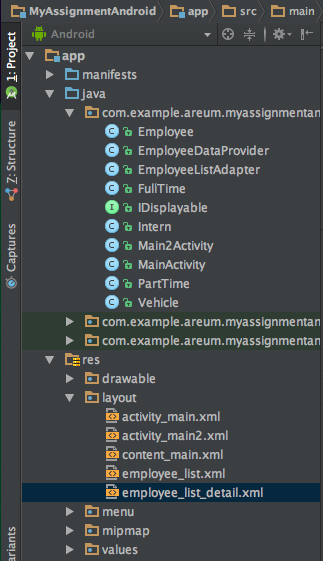 MyAssignmentAndroid app src main
Android
1: Project
Z: Structure
Captures
app
manifests
java
com.example.areum.myassignmentan
Employee
EmployeeDataProvider
EmployeeListAdapter
FullTime
IDisplayable
Intern
Main2Activity
MainActivity
PartTime
Vehicle
com.example.areum.myassignmentan
com.example.areum.myassignmentan
res
drawable
layout
activity_main.xml
activity_main2.xml
content_main.xml
employee_list.xml
employee_list_detail.xml
menu
mipmap
values
ariants